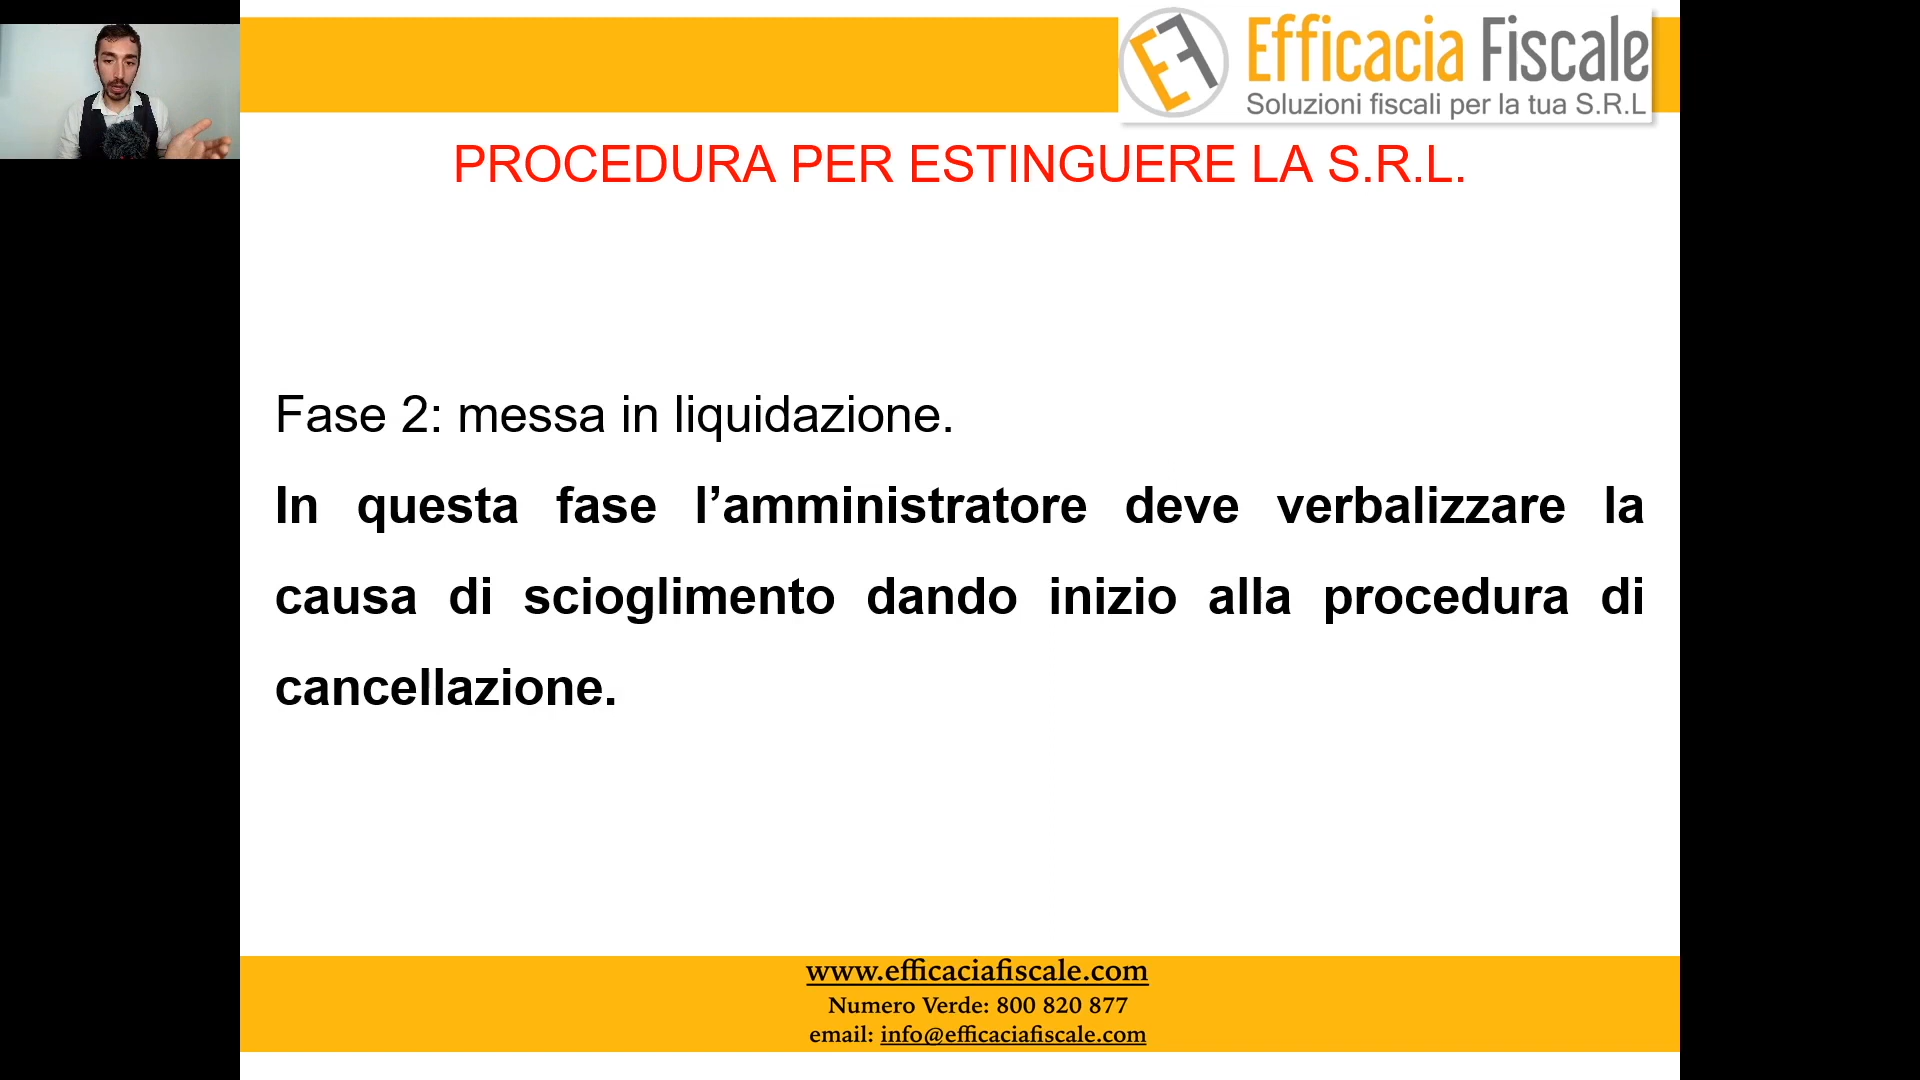 Efficacia Fiscale
Soluzioni fiscali per la tua S.R.L
PROCEDURA PER ESTINGUERE LA S.R.L.
Fase 2: messa in liquidazione.
In questa fase l’amministratore deve verbalizzare la
causa di scioglimento dando inizio alla procedura di
cancellazione.
www.efficaciafiscale.com
Numero Verde: 800 820 877
email: info@efficaciafiscale.com